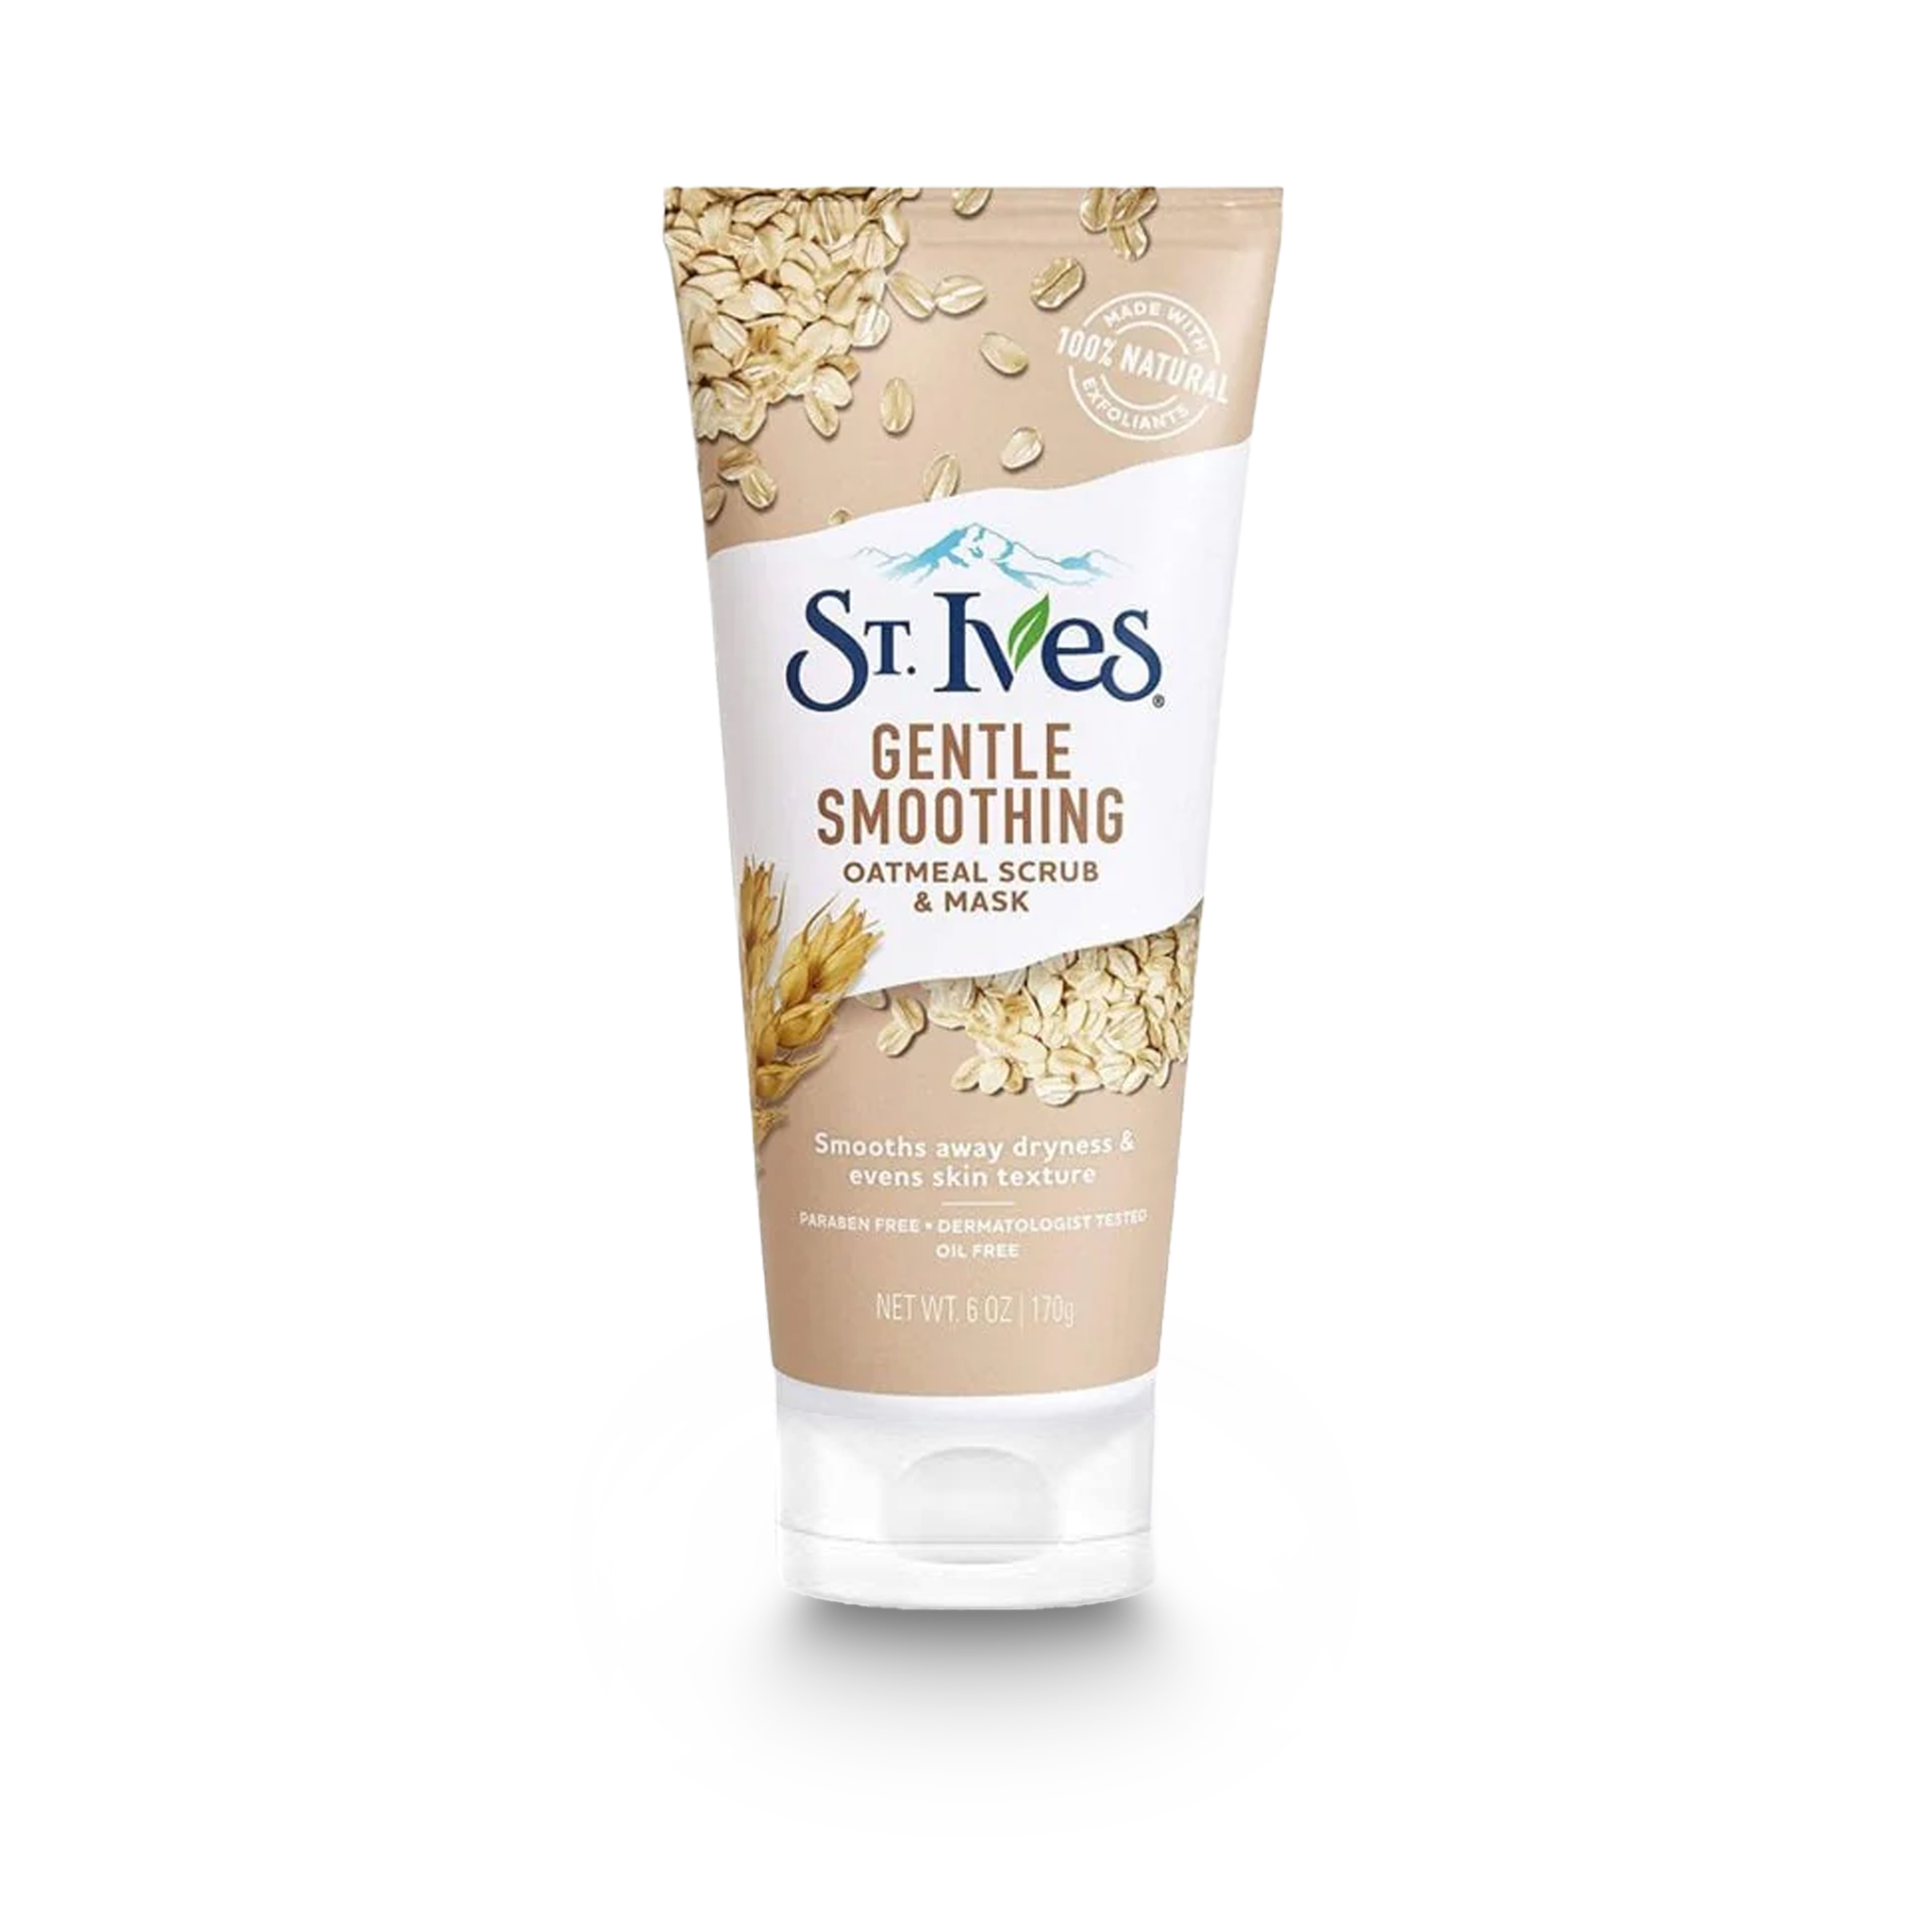 MADE WITH
100% NATURAL
EXFOLIANTS
ST. IVES®
GENTLE
SMOOTHING
OATMEAL SCRUB
& MASK
Smooths away dryness &
evens skin texture
PARABEN FREE • DERMATOLOGIST TESTED
OIL FREE
NET WT. 6 OZ | 170g